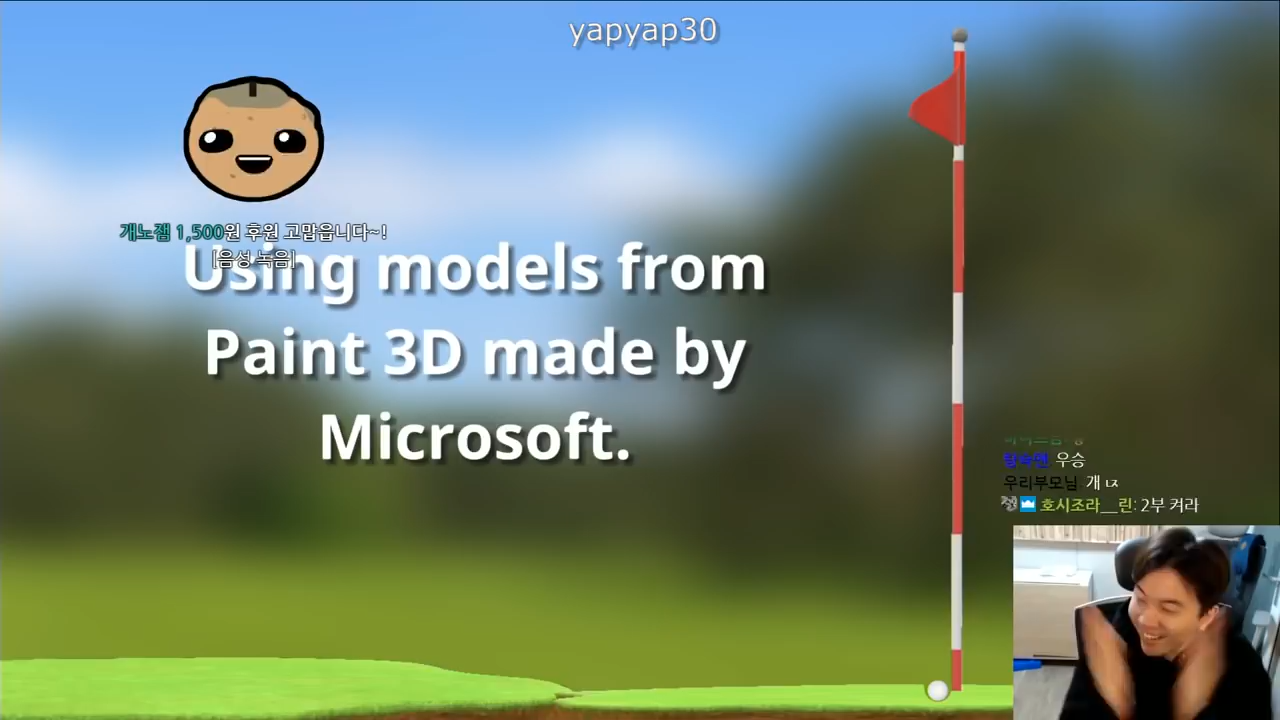 yapyap30
개노잼 1,500원 후원 고맙읍니다~!
[음성 녹음]
Using models from
Paint 3D made by
Microsoft.
우승
우리부모님 개 ㄵ
호시조라__린: 2부 켜라